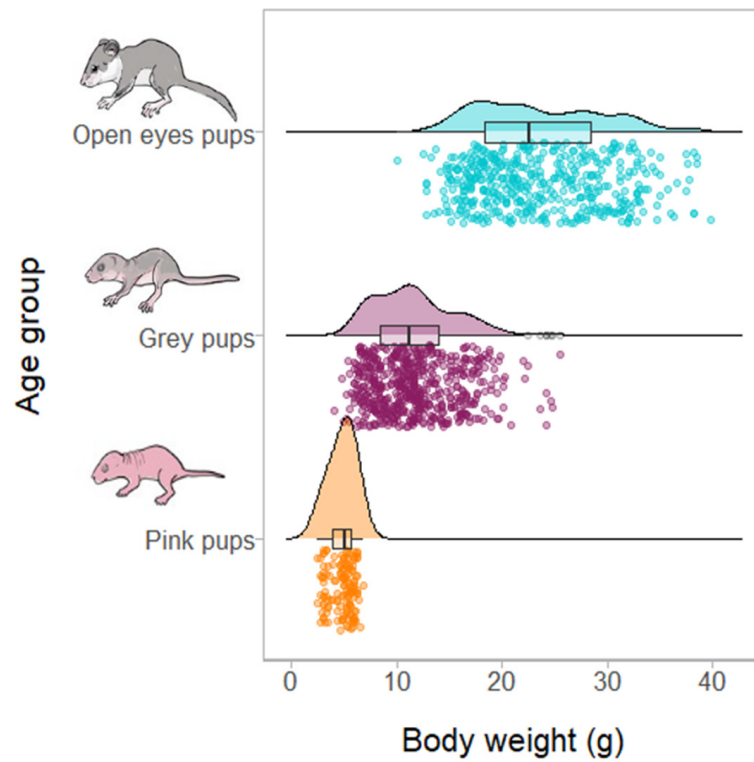 Open eyes pups
Grey pups
Pink pups
Age group
0 10 20 30 40
Body weight (g)